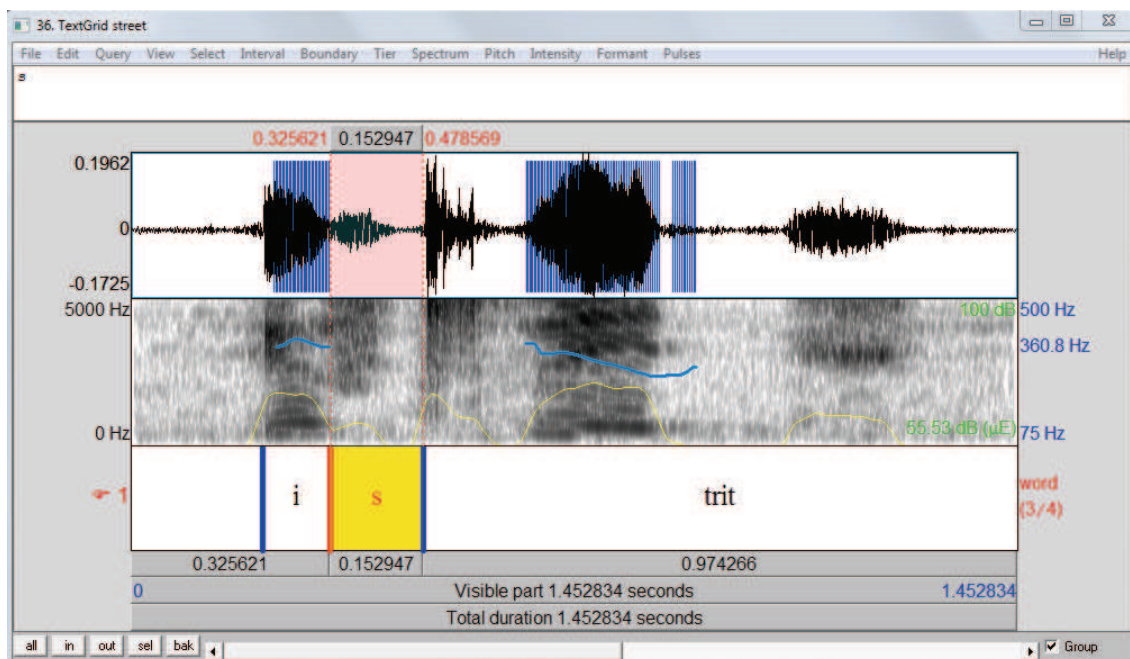 36. TextGrid street
File Edit Query View Select Interval Boundary Tier Spectrum Pitch Intensity Formant Pulses Help
s
0.325621 0.152947 0.478569
0.1962
0
-0.1725
5000 Hz 100 dB 500 Hz
360.8 Hz
0 Hz 55.53 dB (µE) 75 Hz
1 i s trit word
(3/4)
0.325621 0.152947 0.974266
0 Visible part 1.452834 seconds 1.452834
Total duration 1.452834 seconds
all in out sel bak Group